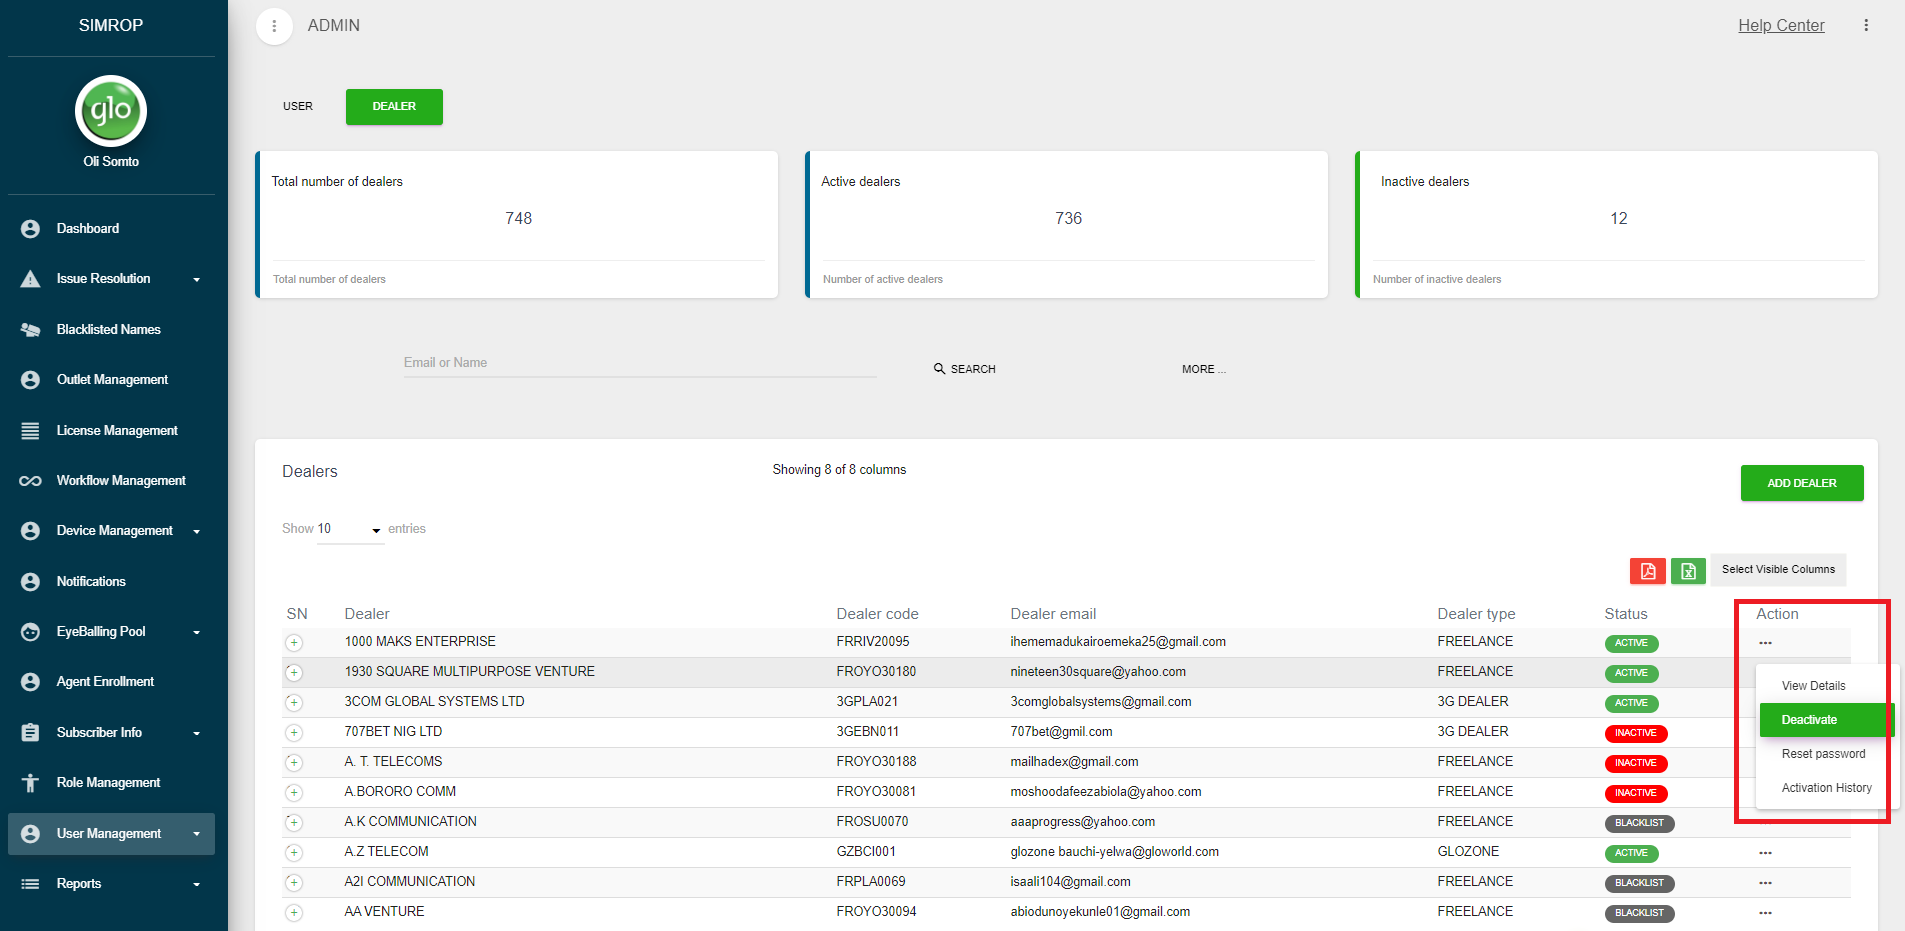 SIMROP
glo
Oli Somto
Dashboard
Issue Resolution
Blacklisted Names
Outlet Management
License Management
Workflow Management
Device Management
Notifications
EyeBalling Pool
Agent Enrollment
Subscriber Info
Role Management
User Management
Reports
ADMIN
Help Center
USER
DEALER
Total number of dealers
748
Total number of dealers
Active dealers
736
Number of active dealers
Inactive dealers
12
Number of inactive dealers
Email or Name
SEARCH
MORE ...
Dealers
Showing 8 of 8 columns
ADD DEALER
Show 10 entries
Select Visible Columns
SN Dealer Dealer code Dealer email Dealer type Status Action
1000 MAKS ENTERPRISE FRRIV20095 ihememadukairoemeka25@gmail.com FREELANCE ACTIVE
1930 SQUARE MULTIPURPOSE VENTURE FROYO30180 nineteen30square@yahoo.com FREELANCE ACTIVE
3COM GLOBAL SYSTEMS LTD 3GPLA021 3comglobalsystems@gmail.com 3G DEALER ACTIVE
707BET NIG LTD 3GEBN011 707bet@gmil.com 3G DEALER INACTIVE
A. T. TELECOMS FROYO30188 mailhadex@gmail.com FREELANCE INACTIVE
A.BORORO COMM FROYO30081 moshoodafeezabiola@yahoo.com FREELANCE INACTIVE
A.K COMMUNICATION FROSU0070 aaaprogress@yahoo.com FREELANCE BLACKLIST
A.Z TELECOM GZBCI001 glozone bauchi-yelwa@gloworld.com GLOZONE ACTIVE
A2I COMMUNICATION FRPLA0069 isaali104@gmail.com FREELANCE BLACKLIST
AA VENTURE FROYO30094 abiodunoyekunle01@gmail.com FREELANCE BLACKLIST
View Details
Deactivate
Reset password
Activation History